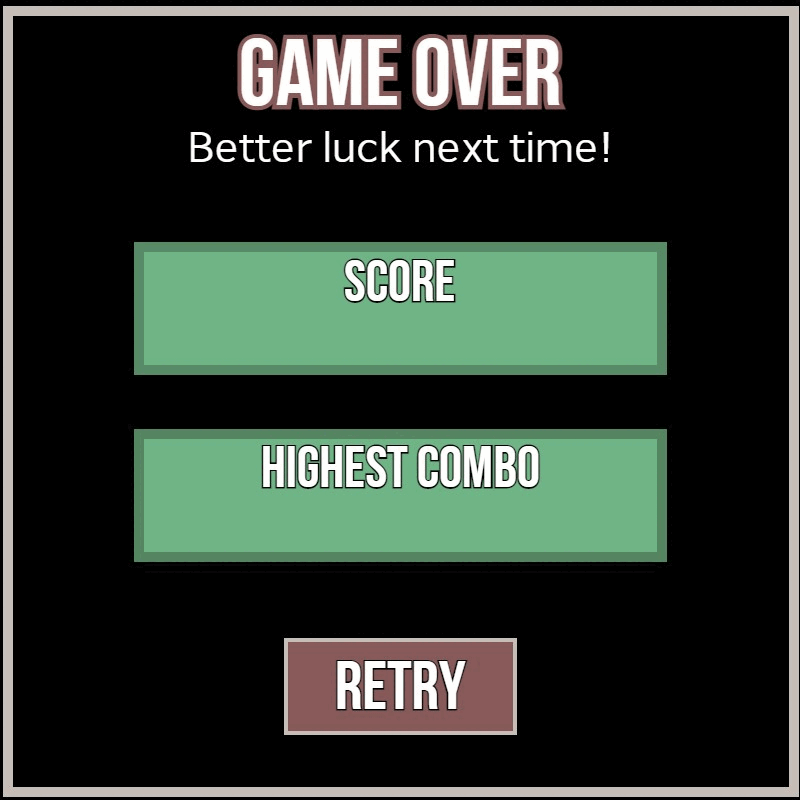 GAME OVER
Better luck next time!
SCORE
HIGHEST COMBO
RETRY